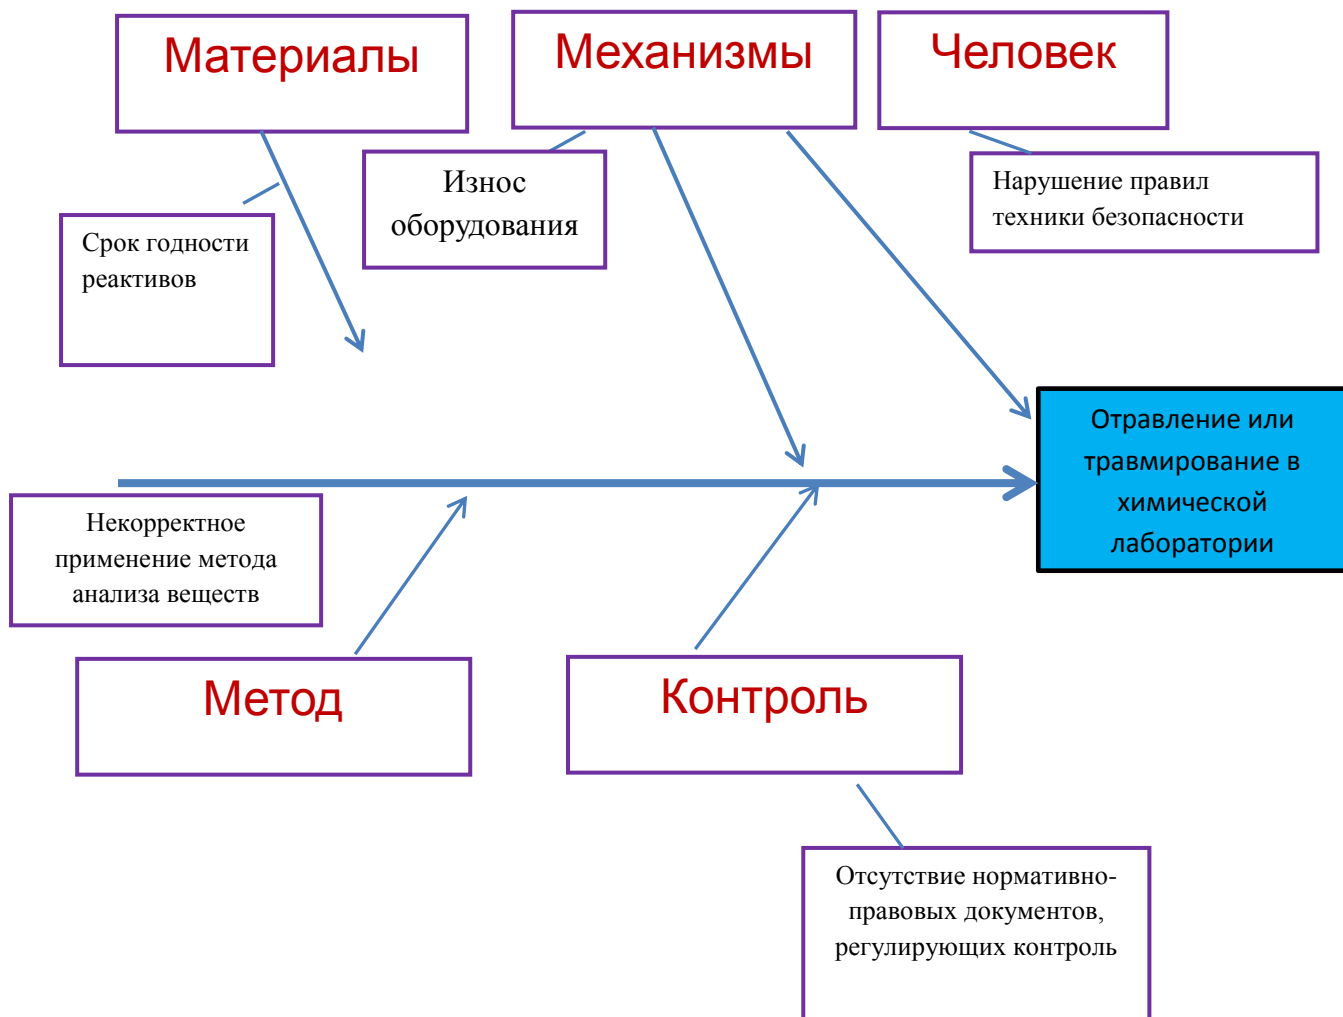 Материалы
Механизмы
Человек
Износ
оборудования
Нарушение правил
техники безопасности
Срок годности
реактивов
Отравление или
травмирование в
химической
лаборатории
Некорректное
применение метода
анализа веществ
Метод
Контроль
Отсутствие нормативно-
правовых документов,
регулирующих контроль